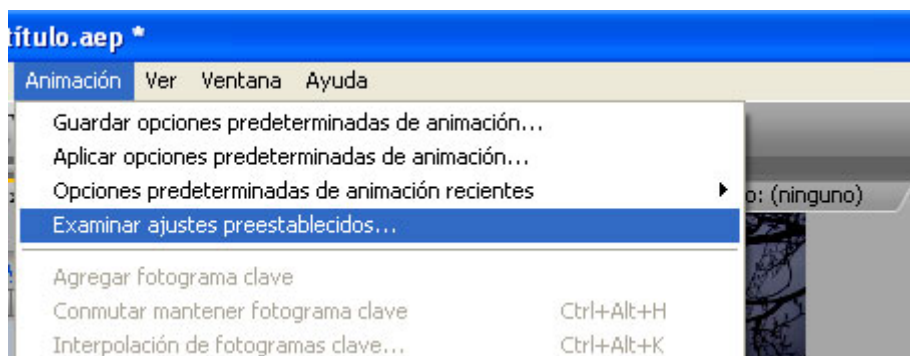 título.aep *
Animación Ver Ventana Ayuda
Guardar opciones predeterminadas de animación...
Aplicar opciones predeterminadas de animación...
Opciones predeterminadas de animación recientes
o: (ninguno)
Examinar ajustes preestablecidos...
Agregar fotograma clave
Conmutar mantener fotograma clave Ctrl+Alt+H
Interpolación de fotogramas clave... Ctrl+Alt+K